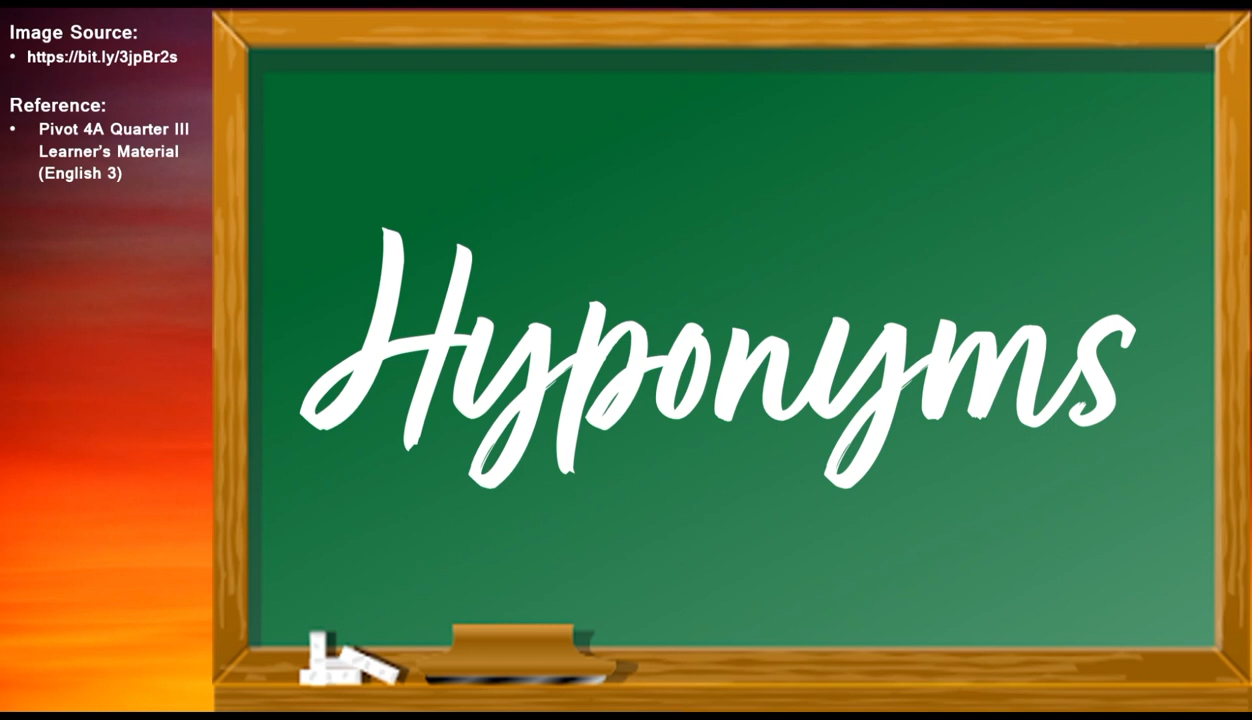 Image Source:
• https://bit.ly/3jpBr2s
Reference:
• Pivot 4A Quarter III
Learner's Material
(English 3)
Hyponyms